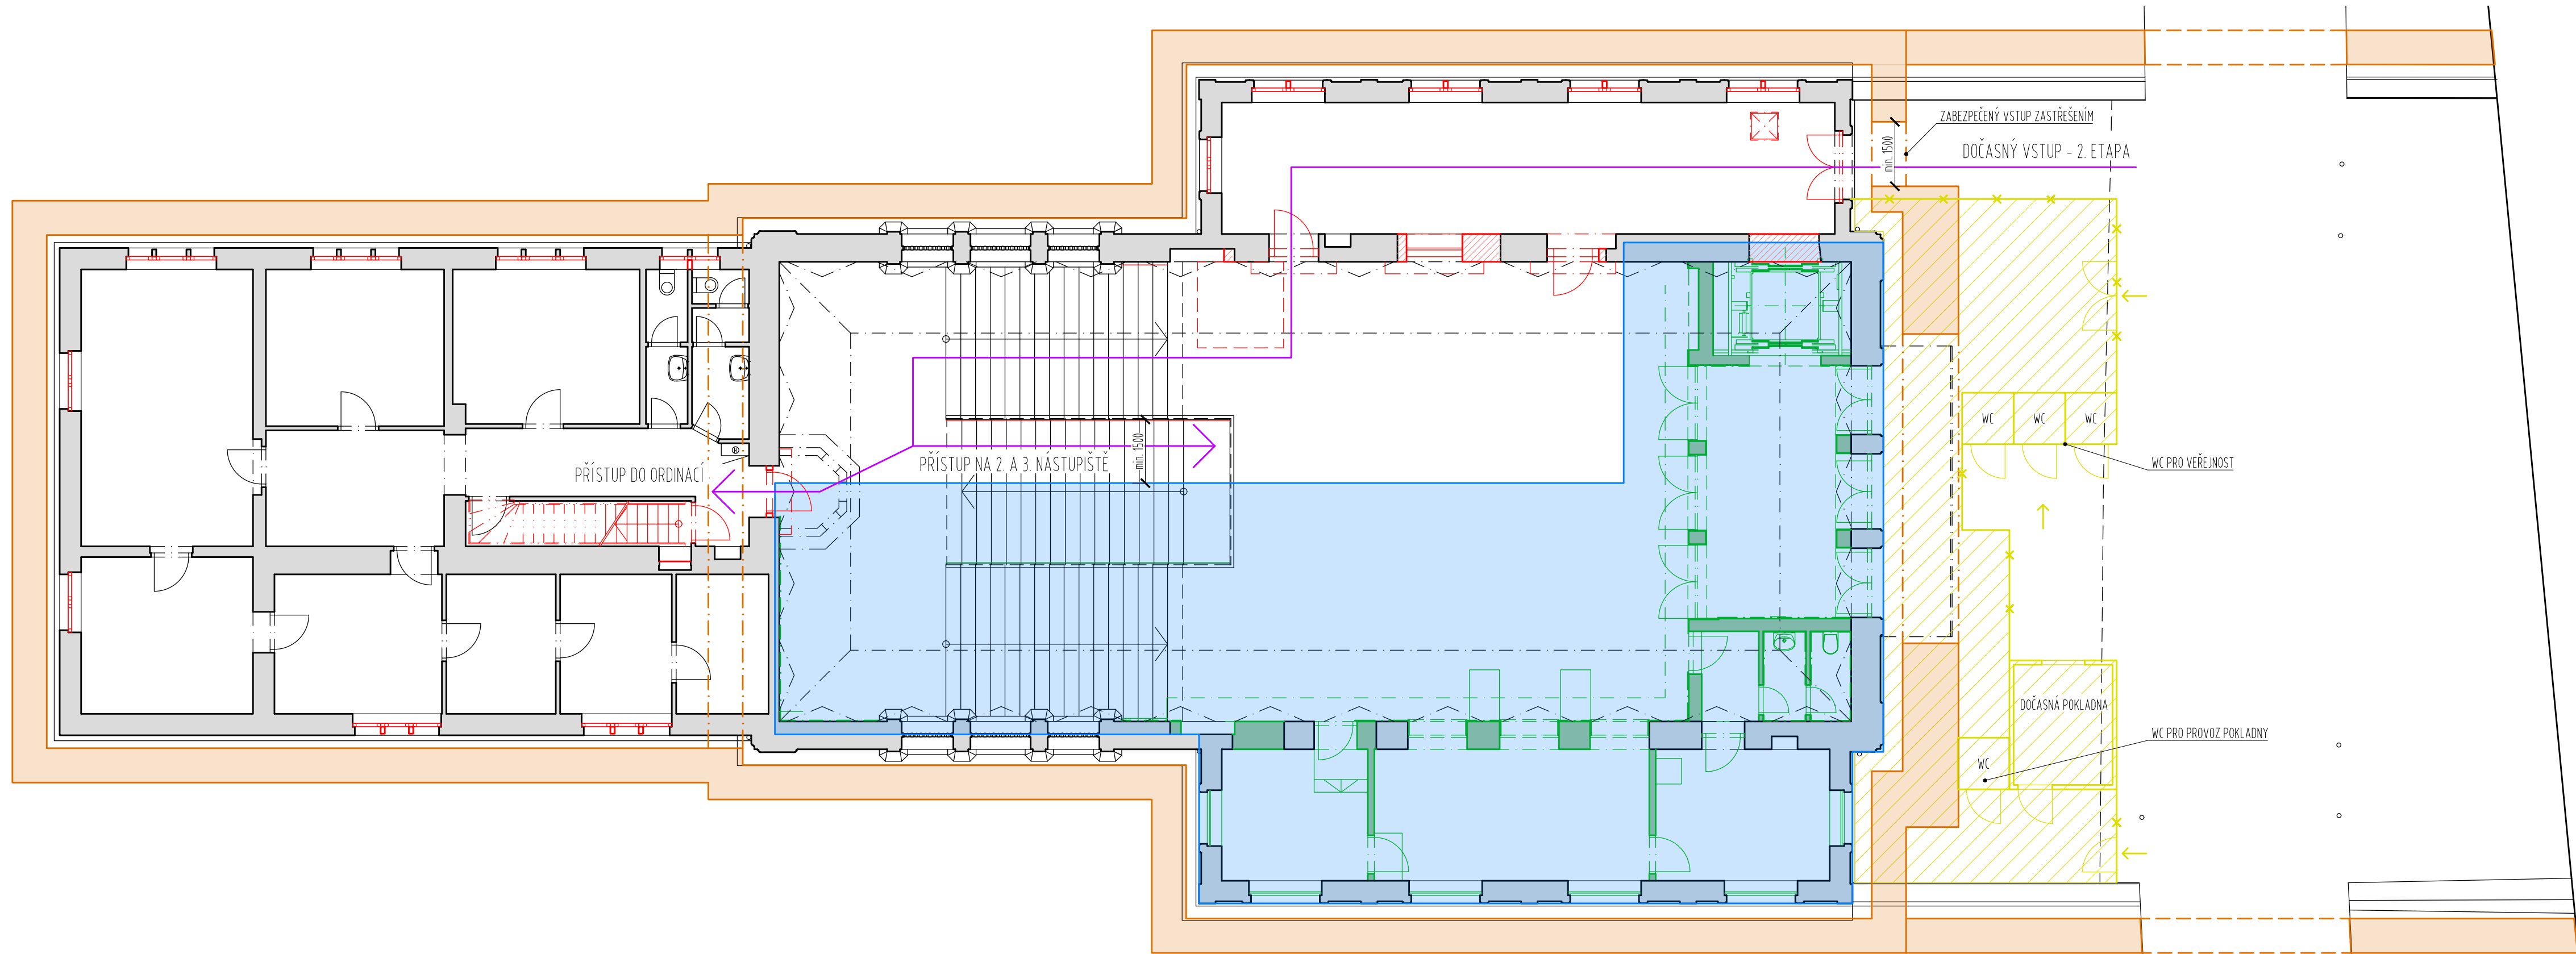 ZABEZPEČENÝ VSTUP ZASTŘEŠENÍM
min. 1500
DOČASNÝ VSTUP - 2. ETAPA
WC
WC
WC
min. 1500
PŘÍSTUP DO ORDINACÍ
PŘÍSTUP NA 2. A 3. NÁSTUPIŠTĚ
WC PRO VEŘEJNOST
DOČASNÁ POKLADNA
WC PRO PROVOZ POKLADNY
WC